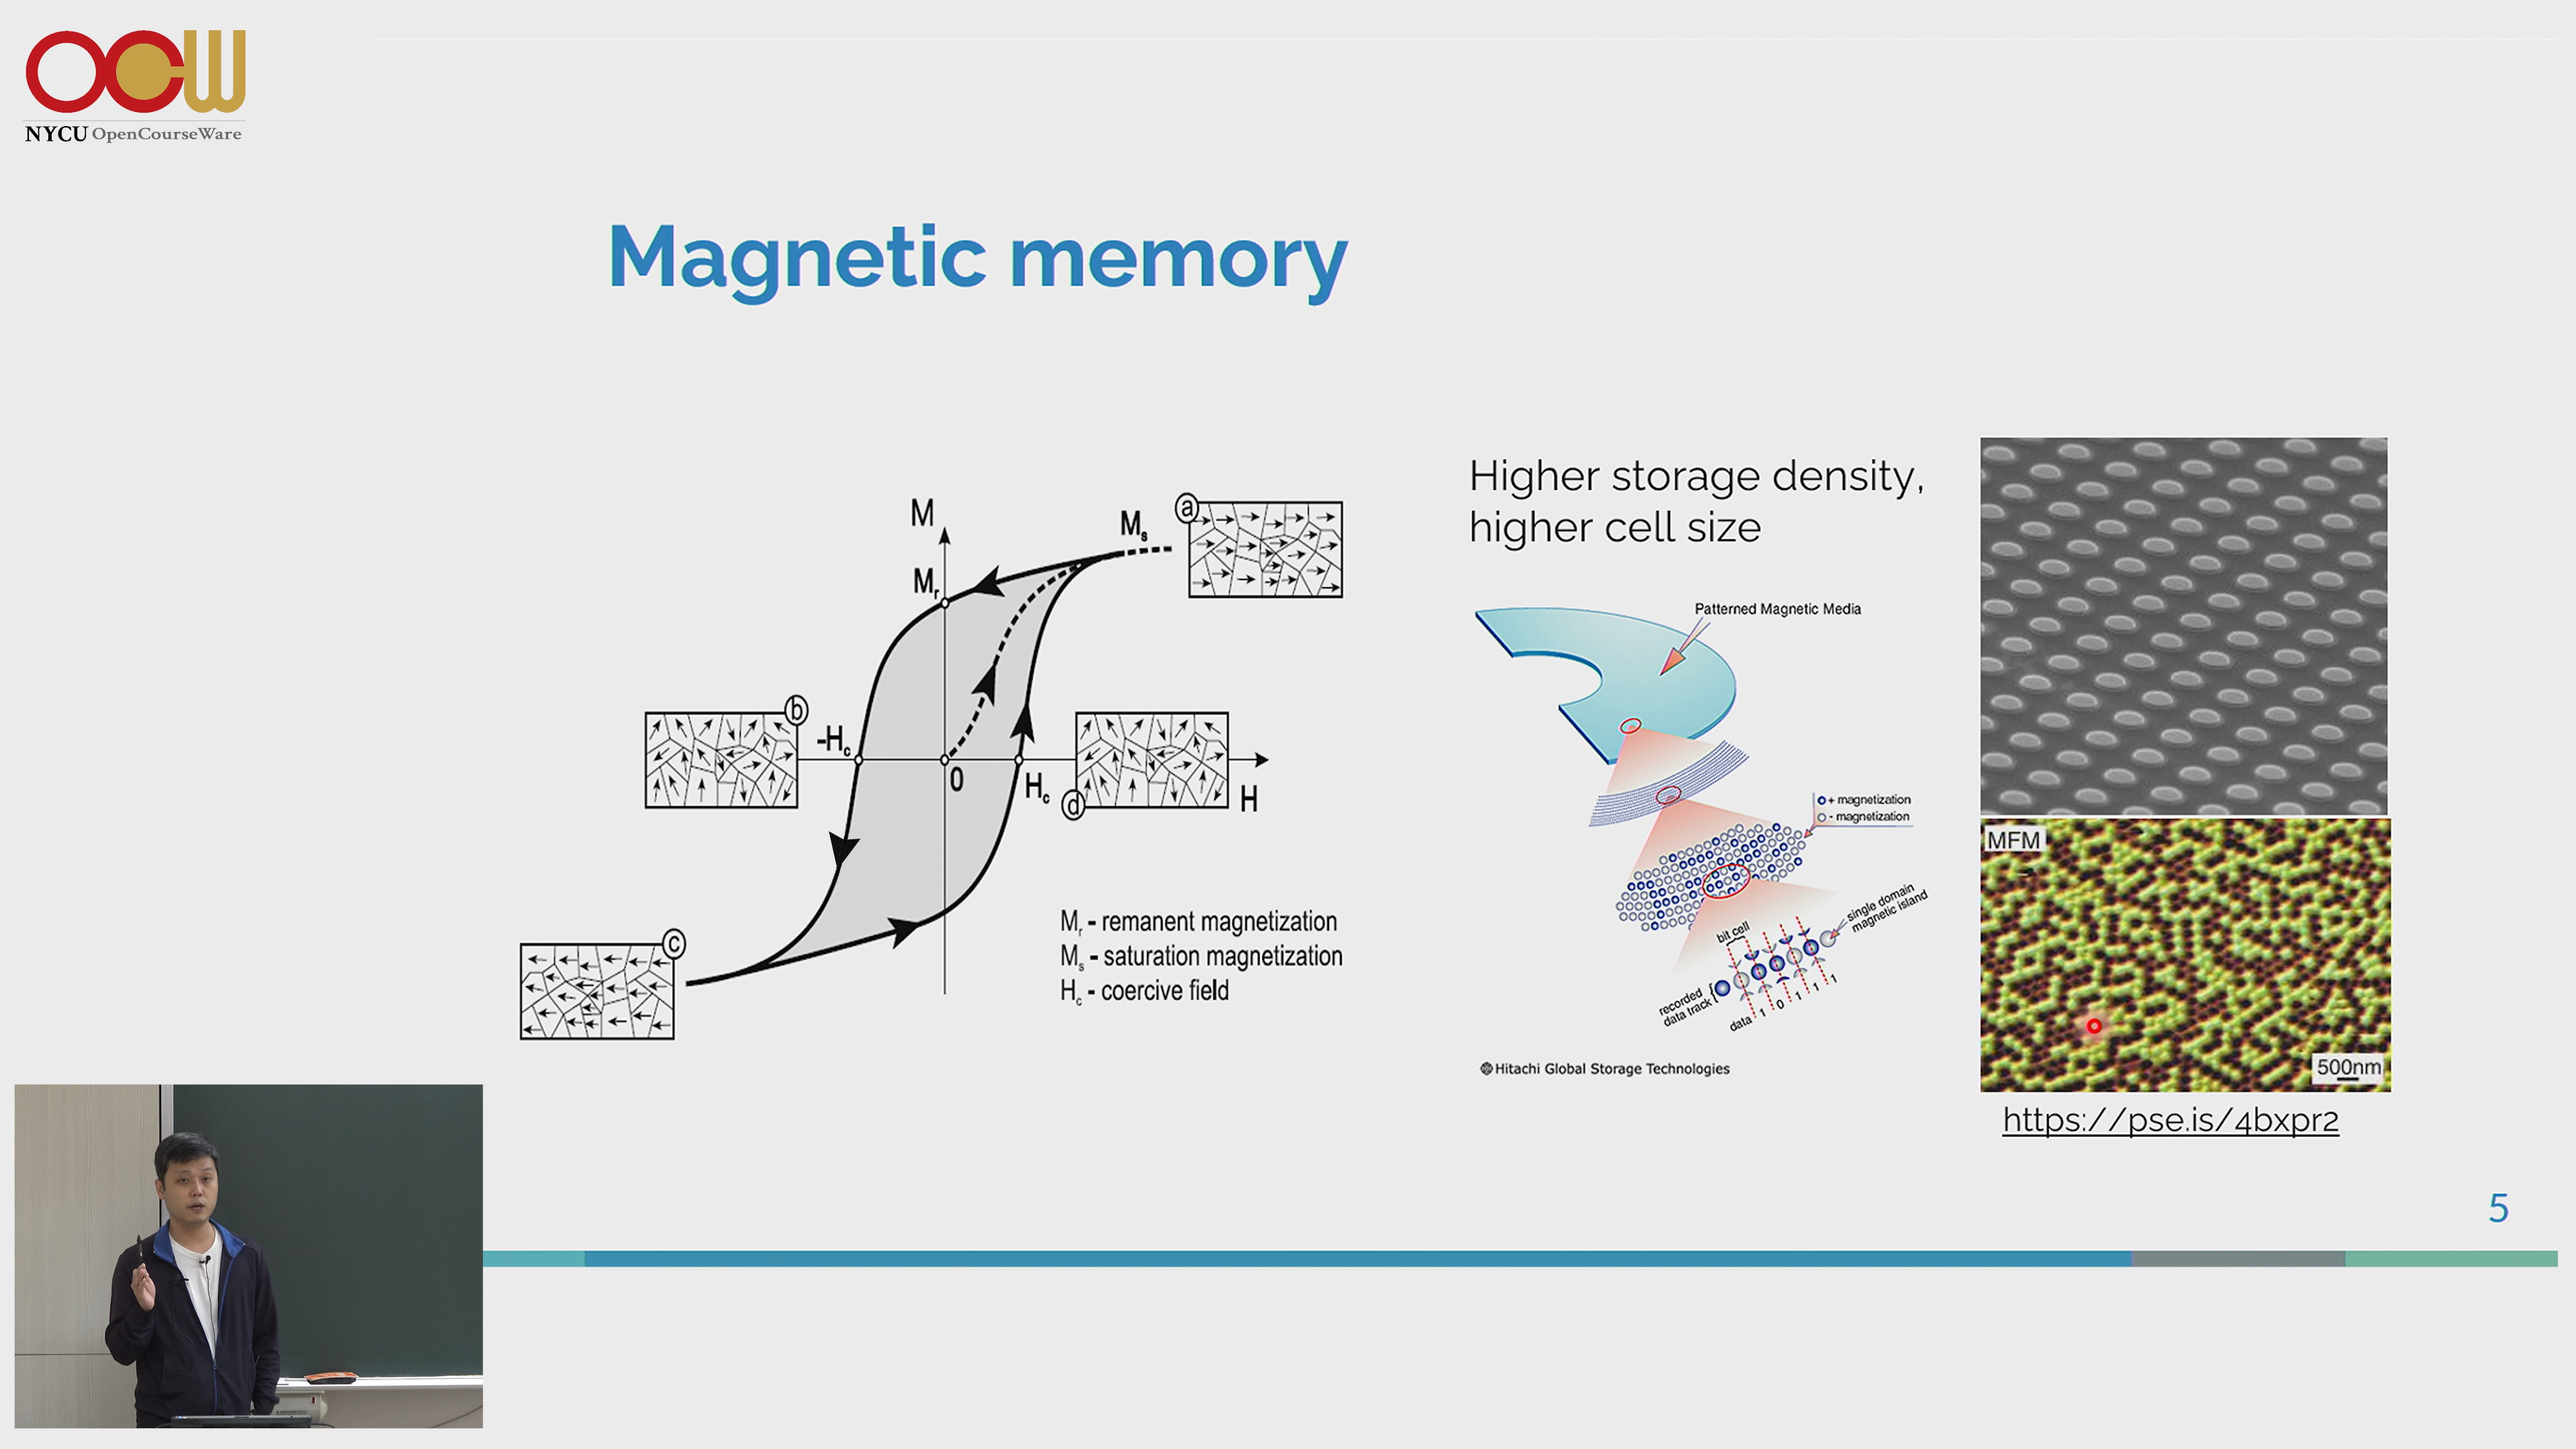 OCW
NYCU OpenCourseWare
Magnetic memory
Higher storage density,
higher cell size
M
Mr
Ms
a
b
-Hc
0
Hc
d
H
c
Mr - remanent magnetization
Ms - saturation magnetization
Hc - coercive field
Patterned Magnetic Media
+ magnetization
- magnetization
single domain
magnetic island
bit cell
recorded
data track
data 1 0 1 1 1
Hitachi Global Storage Technologies
MFM
500nm
https://pse.is/4bxpr2
5